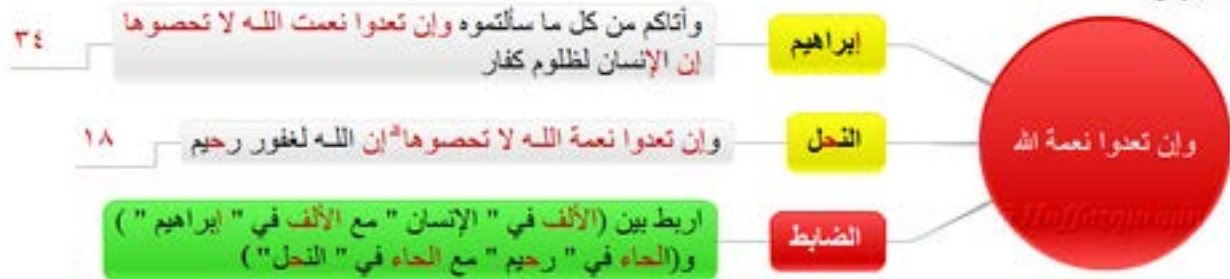 وإن تعدوا نعمة الله
إبراهيم
وأتاكم من كل ما سألتموه وإن تعدوا نعمت الله لا تحصوها
إن الإنسان لظلوم كفار
٣٤
النحل
وإن تعدوا نعمة الله لا تحصوها ۗ إن الله لغفور رحيم
١٨
الضابط
اربط بين (الألف في " الإنسان " مع الألف في " إبراهيم " )
و(الحاء في " رحيم " مع الحاء في " النحل" )